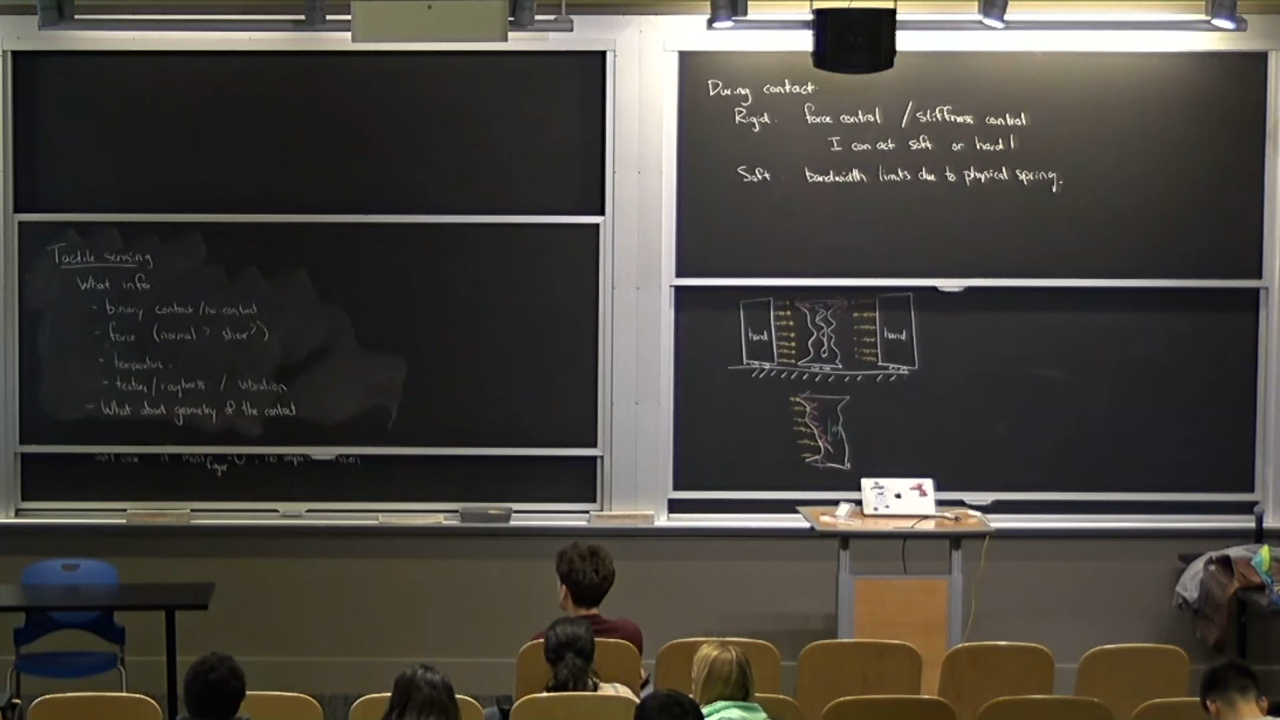 Tactile sensing
What info
- binary contact/no contact
- force (normal? shear?)
- temperature.
- texture/roughness / vibration
- What about geometry of the contact
During contact
Rigid: force control / stiffness control
I can act soft or hard!
Soft: bandwidth limits due to physical spring.
hand
hand